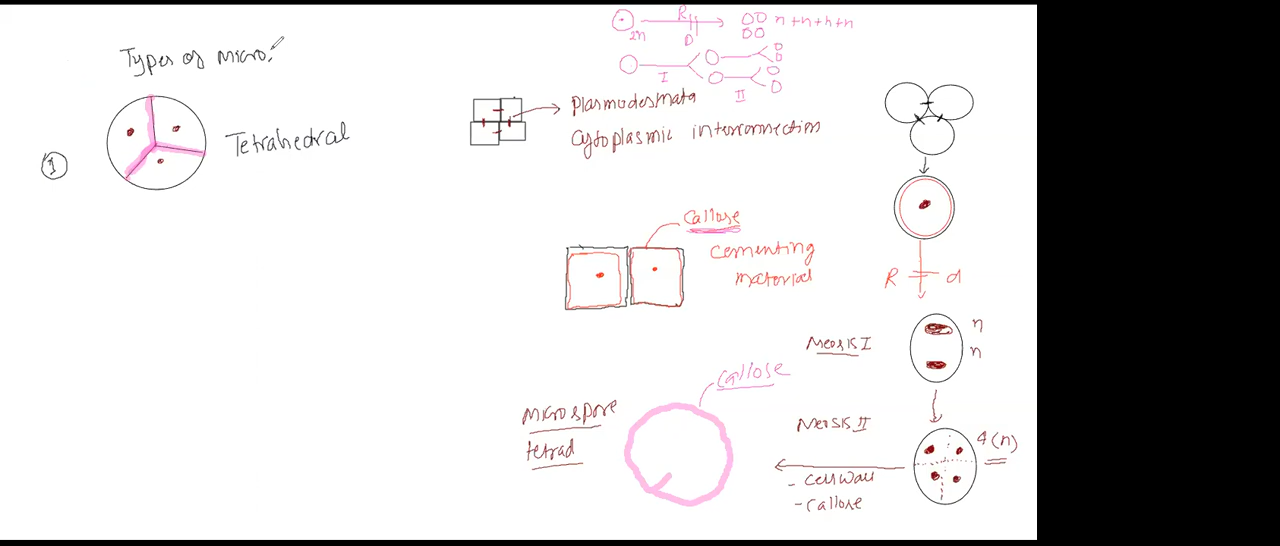 Types of micro.
I
Tetrahedral
2n R D n+n+n+n
I II
Plasmodesmata
Cytoplasmic interconnection
Callose
Cementing
material
R d
Meosis I
n
n
Callose
Microspore
tetrad
Meosis II
4(n)
- Cell wall
- Callose